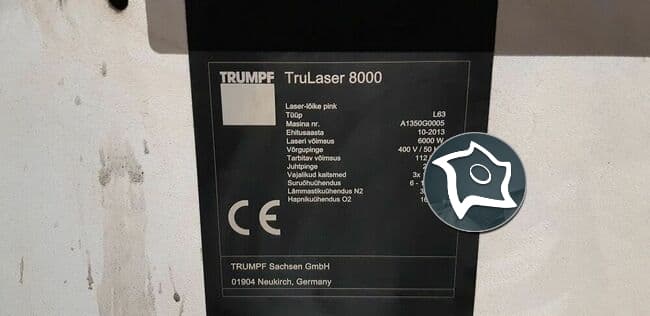 TRUMPF TruLaser 8000
Laser-lõike pink
Tüüp L63
Masina nr. A1350G0005
Ehitusaasta 10-2013
Laseri võimsus 6000 W
Võrgupinge 400 V / 50
Tarbitav võimsus 112
Juhtpinge
Vajalikud kaitsmed 3x
Suruõhuühendus 6 -
Lämmastikuühendus N2
Hapnikuühendus O2
CE
TRUMPF Sachsen GmbH
01904 Neukirch, Germany